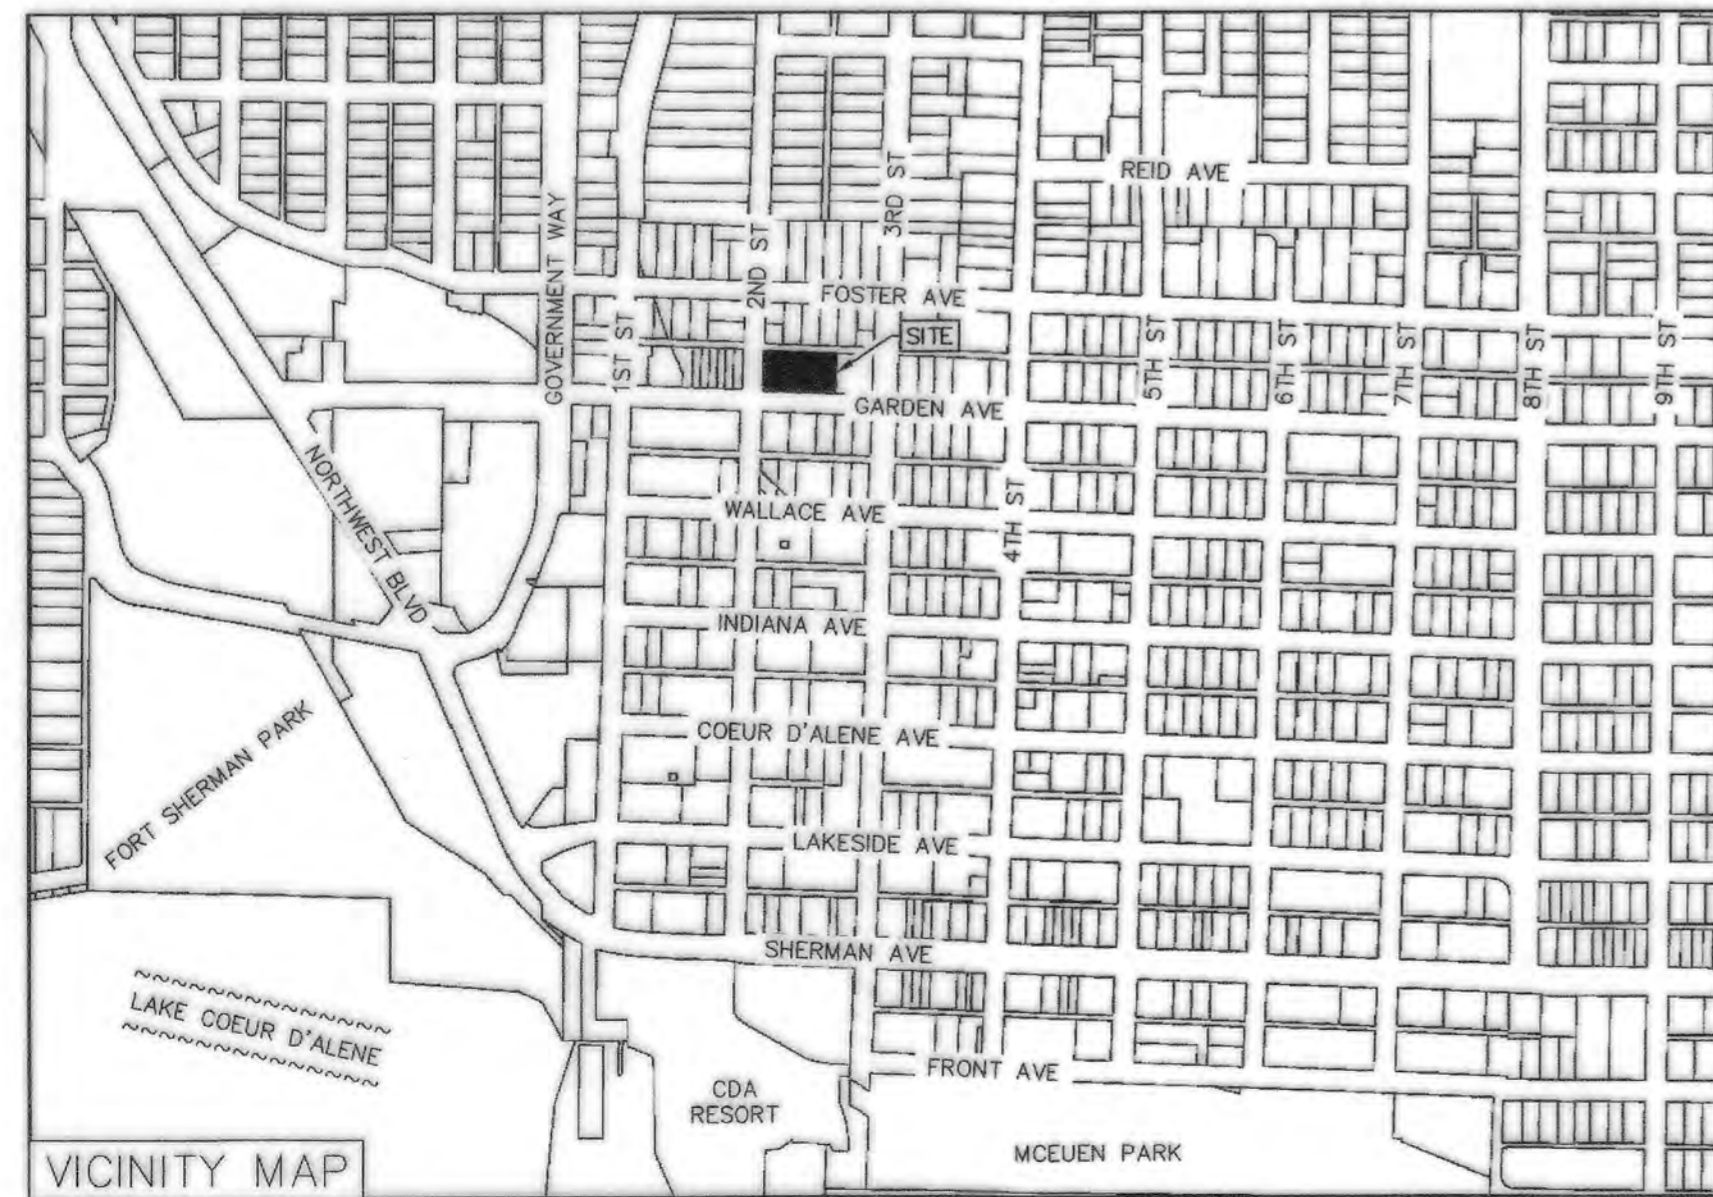 REID AVE
3RD ST
GOVERNMENT WAY
2ND ST
FOSTER AVE
SITE
1ST ST
5TH ST
6TH ST
7TH ST
8TH ST
9TH ST
GARDEN AVE
NORTHWEST BLVD
4TH ST
WALLACE AVE
INDIANA AVE
COEUR D'ALENE AVE
FORT SHERMAN PARK
LAKESIDE AVE
SHERMAN AVE
LAKE COEUR D'ALENE
FRONT AVE
CDA
RESORT
MCEUEN PARK
VICINITY MAP